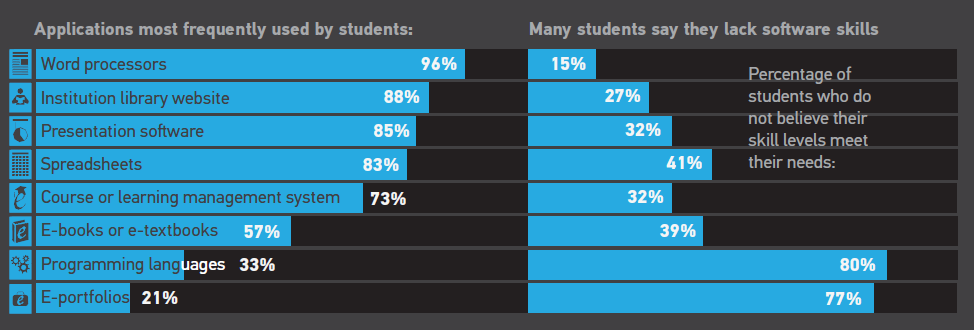 Applications most frequently used by students:
Many students say they lack software skills
Word processors 96% 15%
Institution library website 88% 27%
Presentation software 85% 32%
Spreadsheets 83% 41%
Course or learning management system 73% 32%
E-books or e-textbooks 57% 39%
Programming languages 33% 80%
E-portfolios 21% 77%
Percentage of
students who do
not believe their
skill levels meet
their needs: